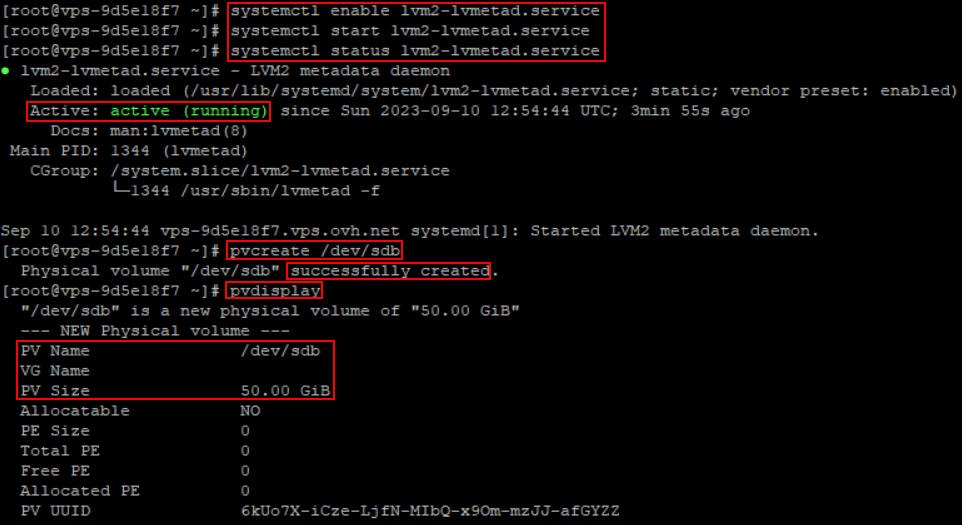 [root@vps-9d5e18f7 ~]# systemctl enable lvm2-lvmetad.service
[root@vps-9d5e18f7 ~]# systemctl start lvm2-lvmetad.service
[root@vps-9d5e18f7 ~]# systemctl status lvm2-lvmetad.service
● lvm2-lvmetad.service - LVM2 metadata daemon
   Loaded: loaded (/usr/lib/systemd/system/lvm2-lvmetad.service; static; vendor preset: enabled)
   Active: active (running) since Sun 2023-09-10 12:54:44 UTC; 3min 55s ago
     Docs: man:lvmetad(8)
 Main PID: 1344 (lvmetad)
   CGroup: /system.slice/lvm2-lvmetad.service
           └─1344 /usr/sbin/lvmetad -f
Sep 10 12:54:44 vps-9d5e18f7.vps.ovh.net systemd[1]: Started LVM2 metadata daemon.
[root@vps-9d5e18f7 ~]# pvcreate /dev/sdb
  Physical volume "/dev/sdb" successfully created.
[root@vps-9d5e18f7 ~]# pvdisplay
  "/dev/sdb" is a new physical volume of "50.00 GiB"
  --- NEW Physical volume ---
  PV Name               /dev/sdb
  VG Name
  PV Size               50.00 GiB
  Allocatable           NO
  PE Size               0
  Total PE              0
  Free PE               0
  Allocated PE          0
  PV UUID               6kUo7X-iCze-LjfN-MIbQ-x9Om-mzJJ-afGYZZ